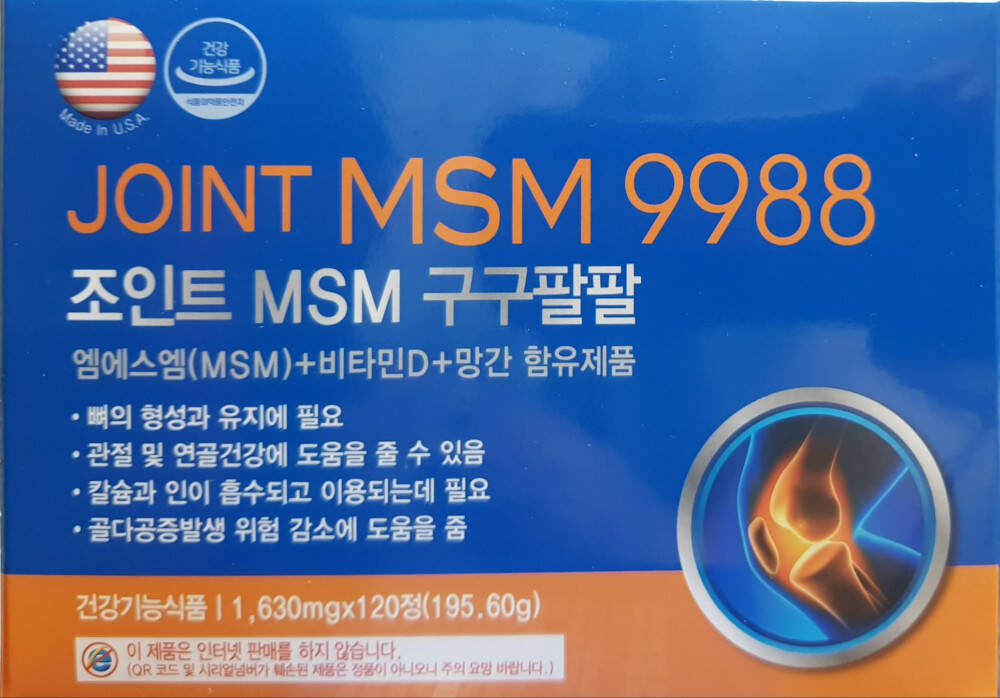 건강
기능식품
식품의약품안전처
Made In U.S.A.
JOINT MSM 9988
조인트 MSM 구구팔팔
엠에스엠(MSM)+비타민D+망간 함유제품
• 뼈의 형성과 유지에 필요
• 관절 및 연골건강에 도움을 줄 수 있음
• 칼슘과 인이 흡수되고 이용되는데 필요
• 골다공증발생 위험 감소에 도움을 줌
건강기능식품 | 1,630mgx120정(195.60g)
이 제품은 인터넷 판매를 하지 않습니다.
(QR 코드 및 시리얼넘버가 훼손된 제품은 정품이 아니오니 주의 요망 바랍니다.)